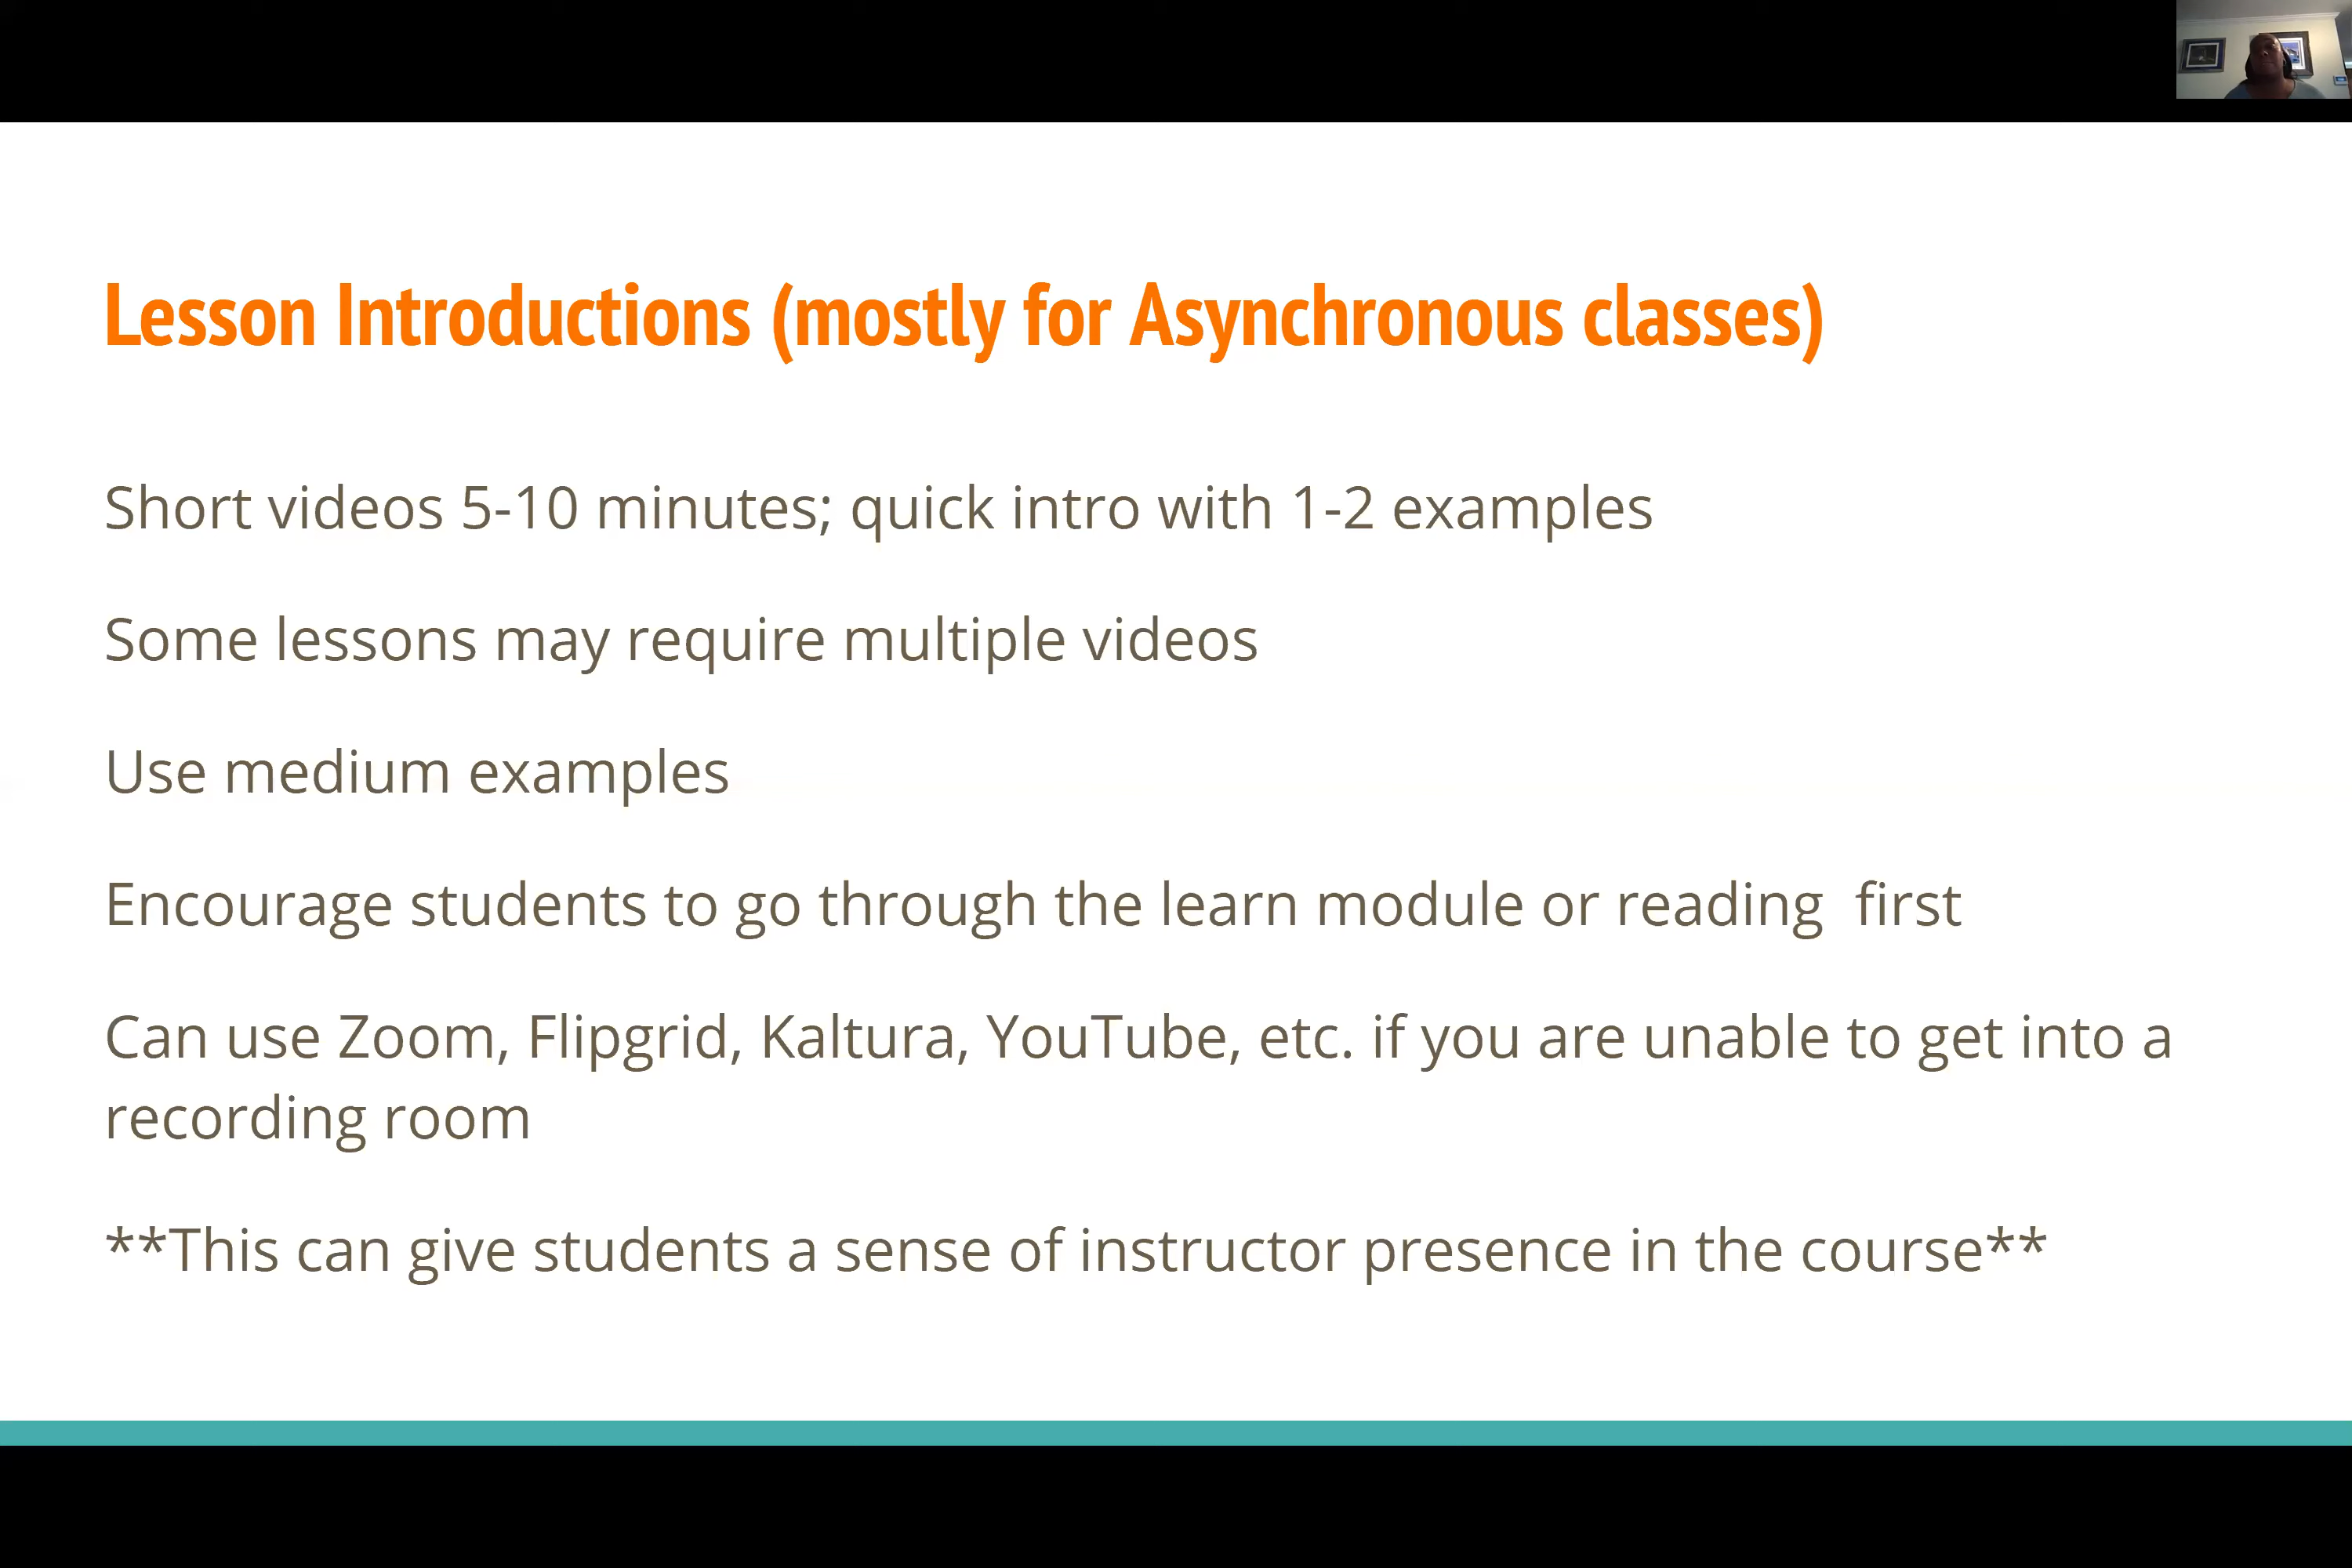 Lesson Introductions (mostly for Asynchronous classes)
Short videos 5-10 minutes; quick intro with 1-2 examples
Some lessons may require multiple videos
Use medium examples
Encourage students to go through the learn module or reading  first
Can use Zoom, Flipgrid, Kaltura, YouTube, etc. if you are unable to get into a
recording room
**This can give students a sense of instructor presence in the course**